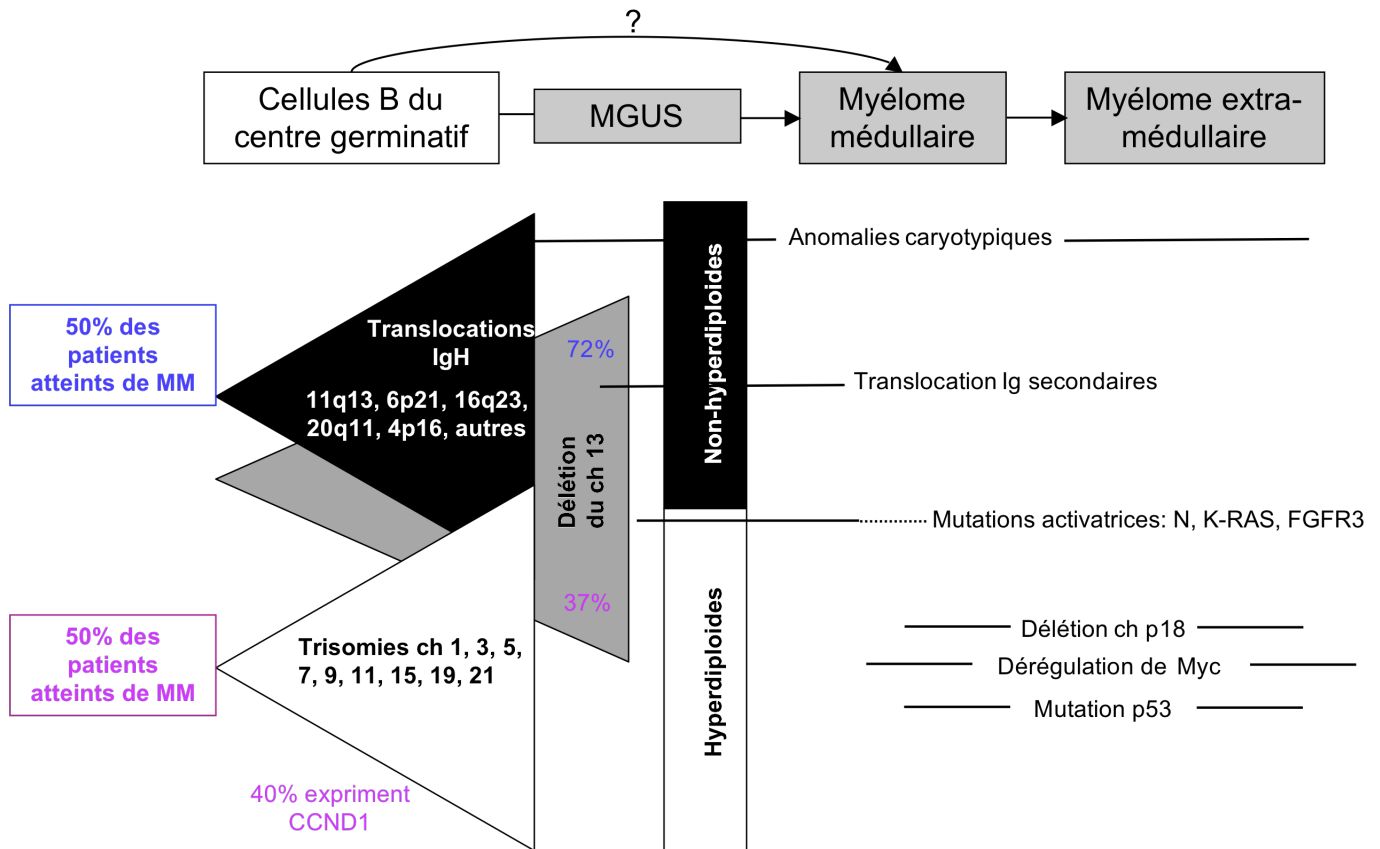 ?
Cellules B du
centre germinatif
MGUS
Myélome
médullaire
Myélome extra-
médullaire
Anomalies caryotypiques
50% des
patients
atteints de MM
Translocations
IgH
11q13, 6p21, 16q23,
20q11, 4p16, autres
72%
Délétion
du ch 13
37%
Non-hyperdiploides
Hyperdiploides
Translocation Ig secondaires
Mutations activatrices: N, K-RAS, FGFR3
50% des
patients
atteints de MM
Trisomies ch 1, 3, 5,
7, 9, 11, 15, 19, 21
40% expriment
CCND1
Délétion ch p18
Dérégulation de Myc
Mutation p53